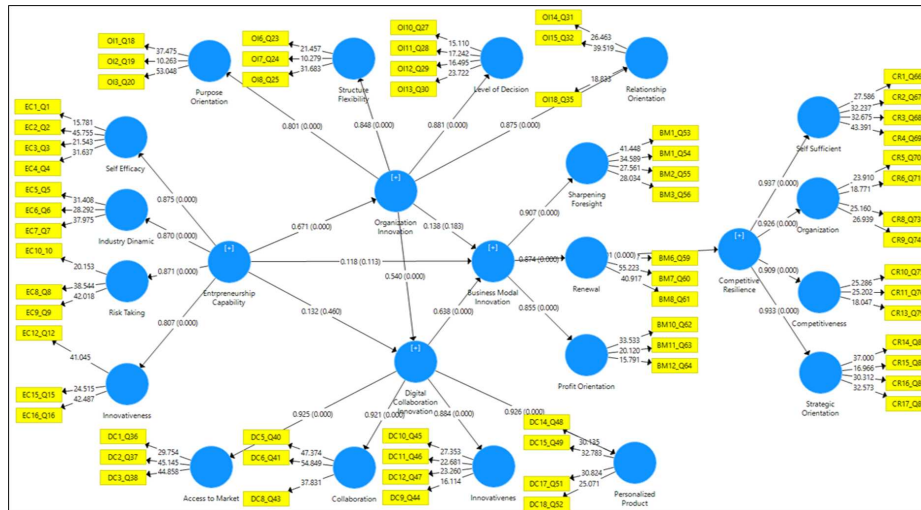 OI1_Q18
OI2_Q19
OI3_Q20
37.475
10.263
53.048
Purpose
Orientation
OI6_Q23
OI7_Q24
OI8_Q25
21.457
10.279
31.683
Structure
Flexibility
OI10_Q27
OI11_Q28
OI12_Q29
OI13_Q30
15.110
17.242
16.495
23.722
Level of Decision
OI14_Q31
OI15_Q32
OI18_Q35
26.463
39.519
18.833
Relationship
Orientation
0.801 (0.000)
0.848 (0.000)
0.881 (0.000)
0.875 (0.000)
EC1_Q1
EC2_Q2
EC3_Q3
EC4_Q4
15.781
45.755
21.543
31.637
Self Efficacy
EC5_Q5
EC6_Q6
EC7_Q7
31.408
28.292
37.975
Industry Dinamic
EC10_10
EC8_Q8
EC9_Q9
20.153
38.544
42.018
Risk Taking
EC12_Q12
EC15_Q15
EC16_Q16
41.045
24.515
42.487
Innovativeness
0.875 (0.000)
0.870 (0.000)
0.871 (0.000)
0.807 (0.000)
[+]
Entrepreneurship
Capability
[+]
Organization
Innovation
0.671 (0.000)
0.138 (0.183)
0.118 (0.113)
0.540 (0.000)
0.132 (0.460)
0.638 (0.000)
[+]
Business Modal
Innovation
[+]
Digital
Collaboration
Innovation
0.907 (0.000)
0.874 (0.000)
0.855 (0.000)
BM1_Q53
BM1_Q54
BM2_Q55
BM3_Q56
41.448
34.589
27.561
28.034
Sharpening
Foresight
BM6_Q59
BM7_Q60
BM8_Q61
55.223
40.917
Renewal
BM10_Q62
BM11_Q63
BM12_Q64
33.533
20.120
15.791
Profit Orientation
[+]
Competitive
Resilience
0.937 (0.000)
0.926 (0.000)
0.909 (0.000)
0.933 (0.000)
CR1_Q66
CR2_Q67
CR3_Q68
CR4_Q69
27.586
32.237
32.675
43.391
Self Sufficient
CR5_Q70
CR6_Q71
CR8_Q73
CR9_Q74
23.910
18.771
25.160
26.939
Organization
25.286
25.202
18.047
Competitiveness
37.000
16.966
30.312
32.573
Strategic
Orientation
0.925 (0.000)
0.921 (0.000)
0.884 (0.000)
0.926 (0.000)
DC1_Q36
DC2_Q37
DC3_Q38
29.754
45.145
44.858
Access to Market
DC5_Q40
DC6_Q41
DC8_Q43
47.374
54.849
37.831
Collaboration
DC10_Q45
DC11_Q46
DC12_Q47
DC9_Q44
27.353
22.681
23.260
16.114
Innovativenes
DC14_Q48
DC15_Q49
DC17_Q51
DC18_Q52
30.135
32.783
30.824
25.071
Personalized
Product